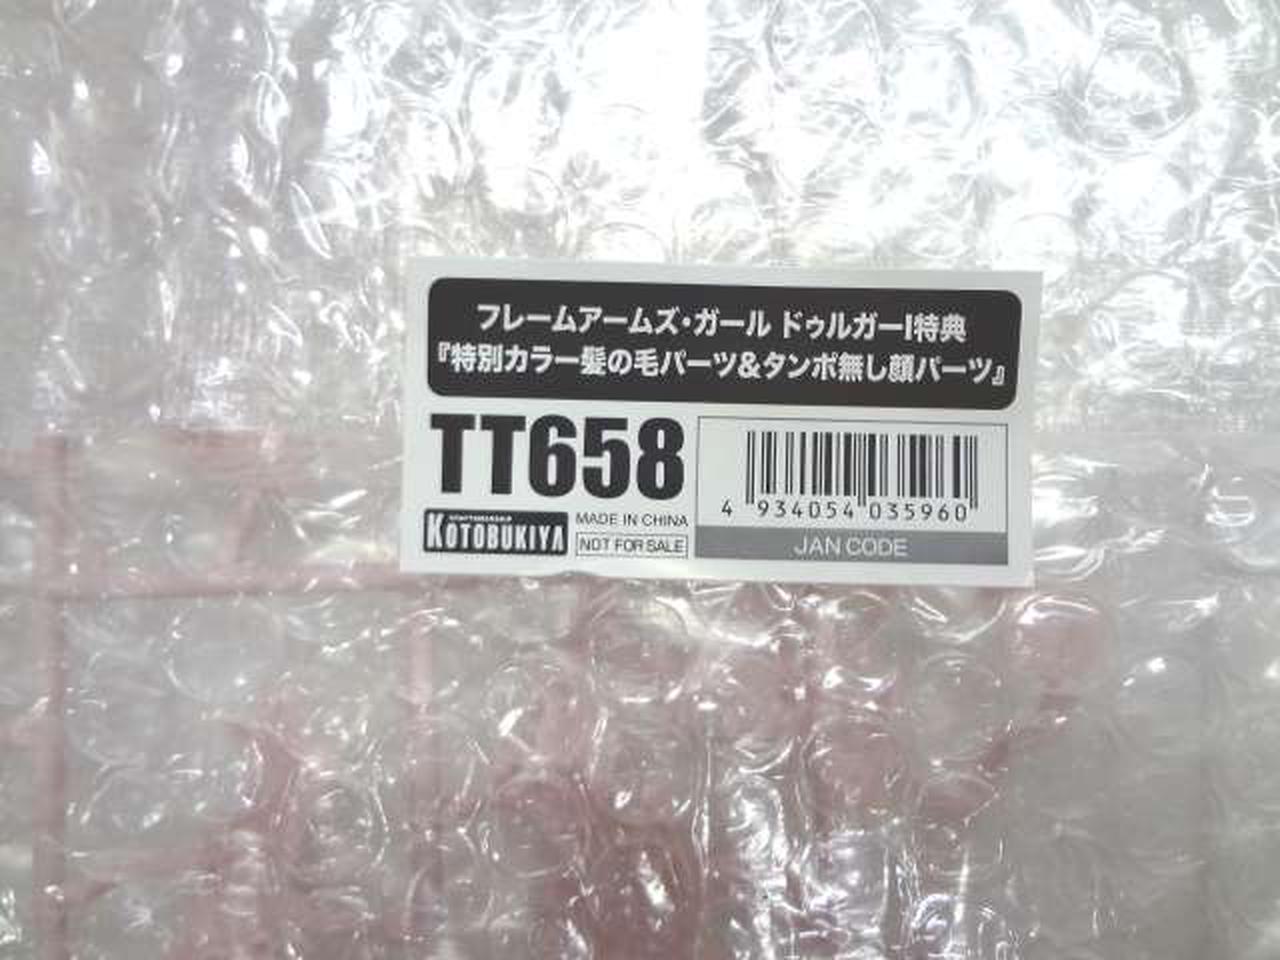 フレームアームズ・ガール ドゥルガーI特典
『特別カラー髪の毛パーツ&タンポ無し顔パーツ』
TT658
4 934054 035960
KOTOBUKIYA
MADE IN CHINA
NOT FOR SALE
JAN CODE